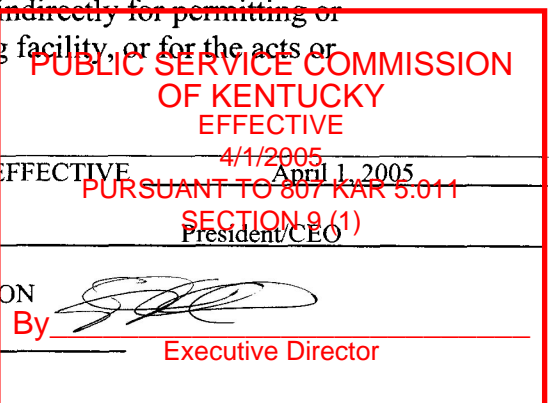 indirectly for permitting or
g facility, or for the acts or
PUBLIC SERVICE COMMISSION
OF KENTUCKY
EFFECTIVE
4/1/2005
EFFECTIVE April 1, 2005
PURSUANT TO 807 KAR 5:011
SECTION 9 (1)
President/CEO
ON
By
Executive Director